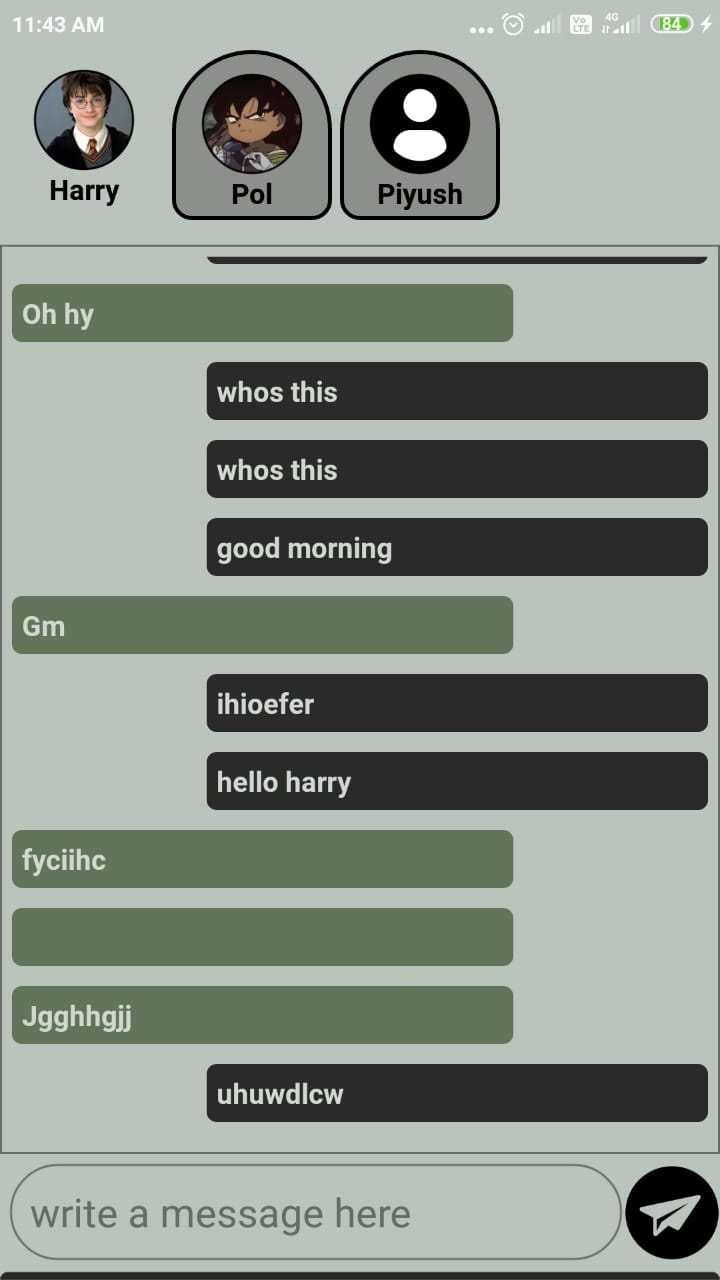 11:43 AM
Vo LTE
4G
84
Harry
Pol
Piyush
Oh hy
whos this
whos this
good morning
Gm
ihioefer
hello harry
fyciihc
Jgghhgjj
uhuwdlcw
write a message here